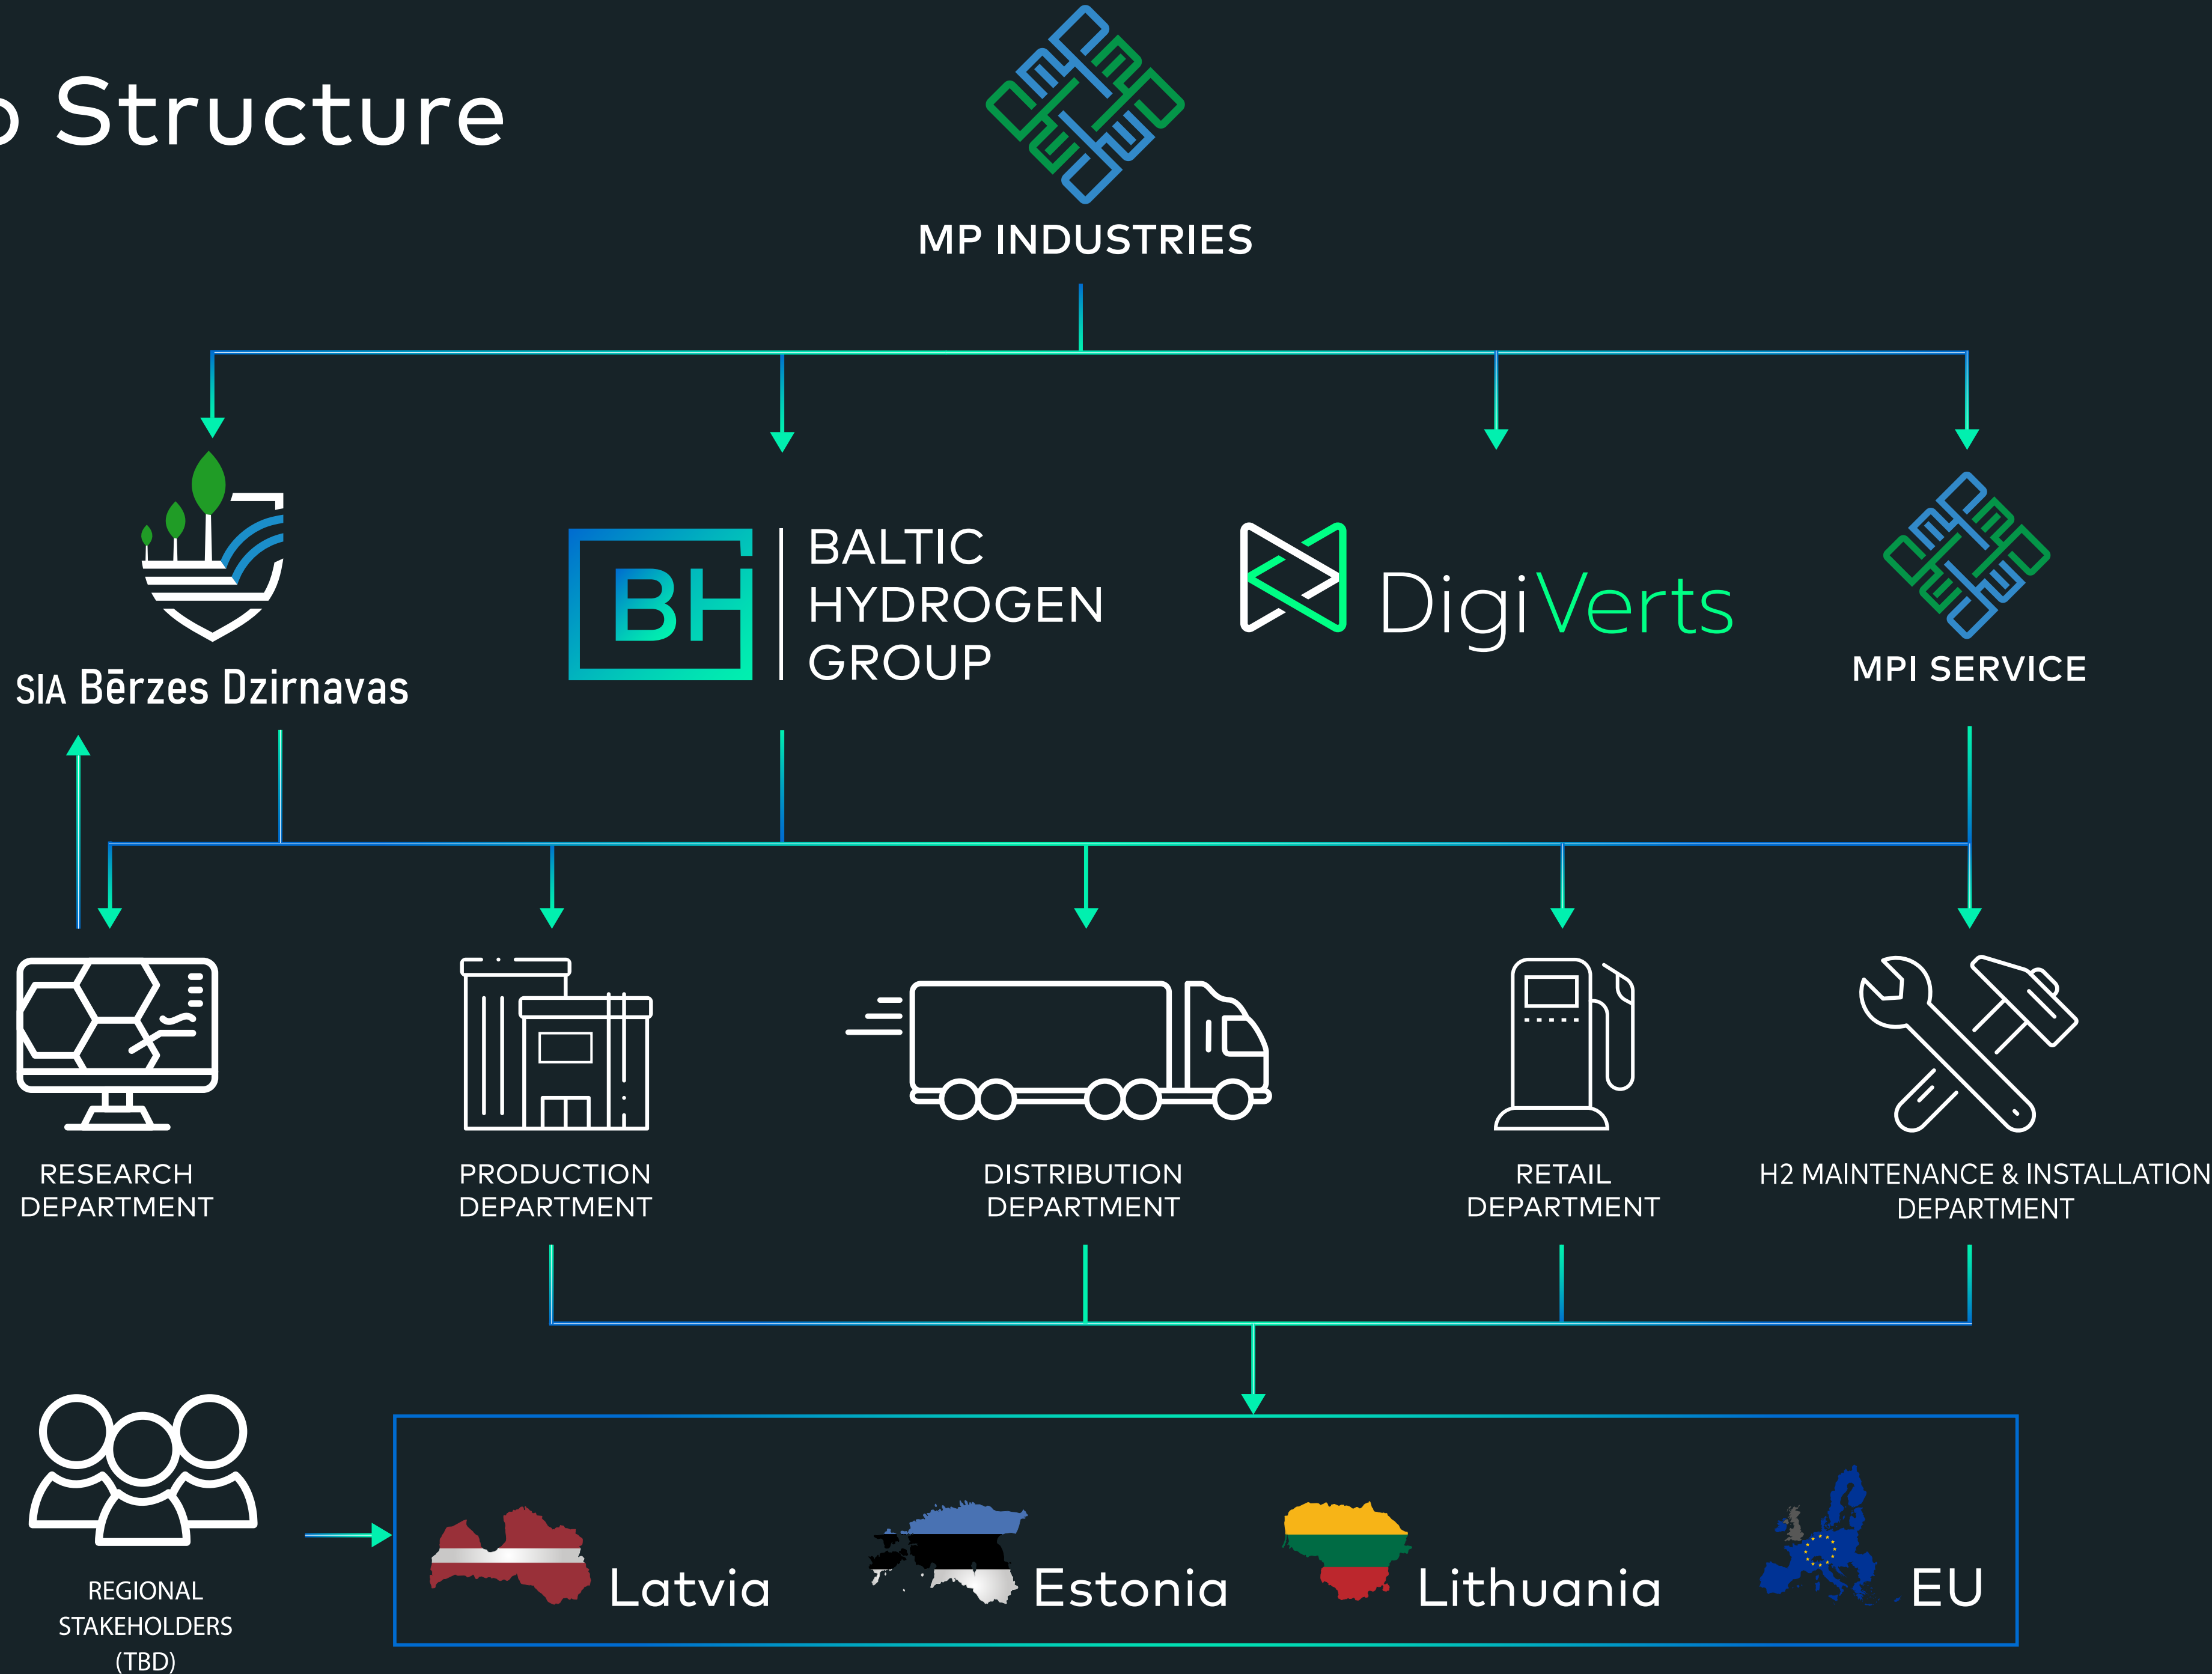 Structure
MP INDUSTRIES
SIA Bērzes Dzirnavas
BH
BALTIC
HYDROGEN
GROUP
DigiVerts
MPI SERVICE
RESEARCH
DEPARTMENT
PRODUCTION
DEPARTMENT
DISTRIBUTION
DEPARTMENT
RETAIL
DEPARTMENT
H2 MAINTENANCE & INSTALLATION
DEPARTMENT
REGIONAL
STAKEHOLDERS
(TBD)
Latvia
Estonia
Lithuania
EU